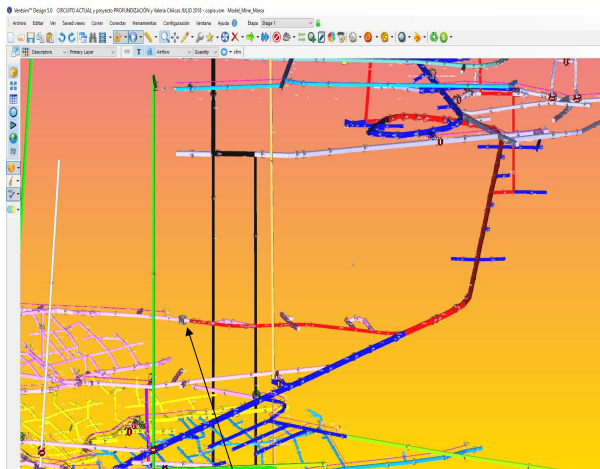 Ventsim™ Design 5.0 CIRCUITO ACTUAL y proyecto PROFUNDIZACIÓN y Valeria Chilcas JULIO 2018 - copia.vsm Model_Mine_Marsa
Archivo Editar Ver Saved views Correr Conectar Herramientas Configuración Ventana Ayuda Etapa Stage 1
Descriptors Primary Layer T Airflow Quantity cfm